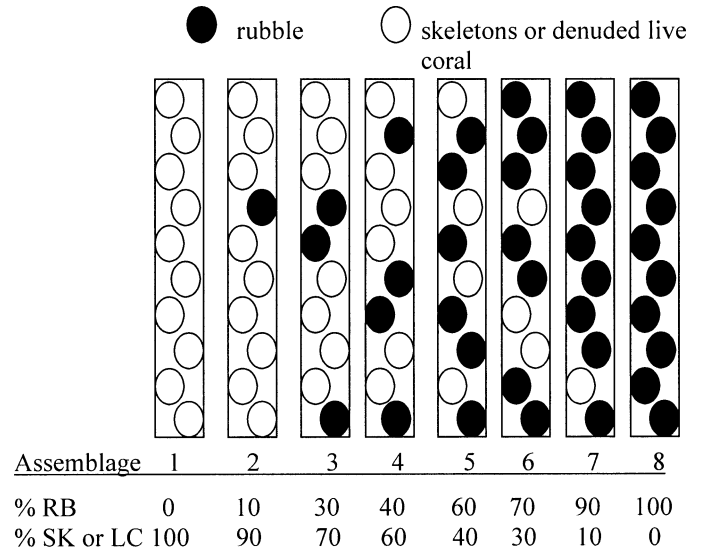 rubble
skeletons or denuded live
coral
Assemblage 1 2 3 4 5 6 7 8
% RB 0 10 30 40 60 70 90 100
% SK or LC 100 90 70 60 40 30 10 0